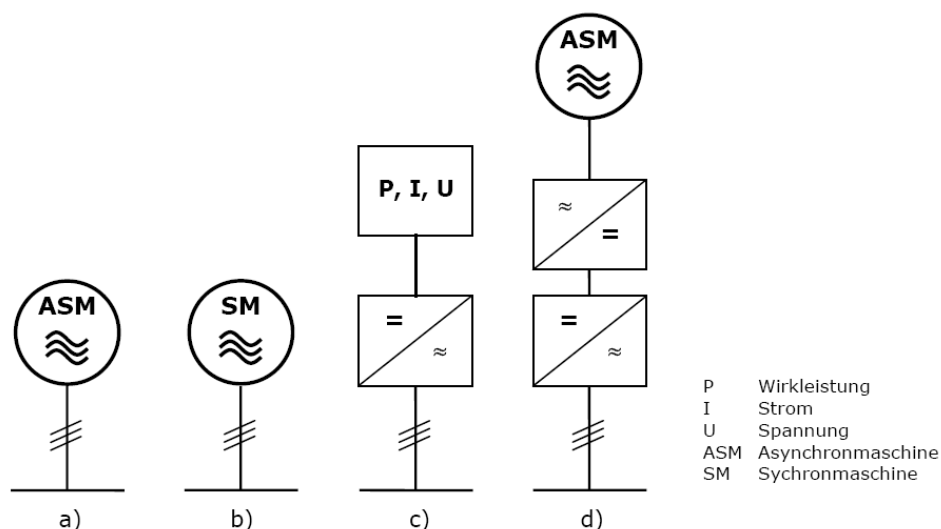 ASM
P, I, U
≈
=
ASM
SM
=
≈
=
≈
P Wirkleistung
I Strom
U Spannung
ASM Asynchronmaschine
SM Sychronmaschine
a) b) c) d)